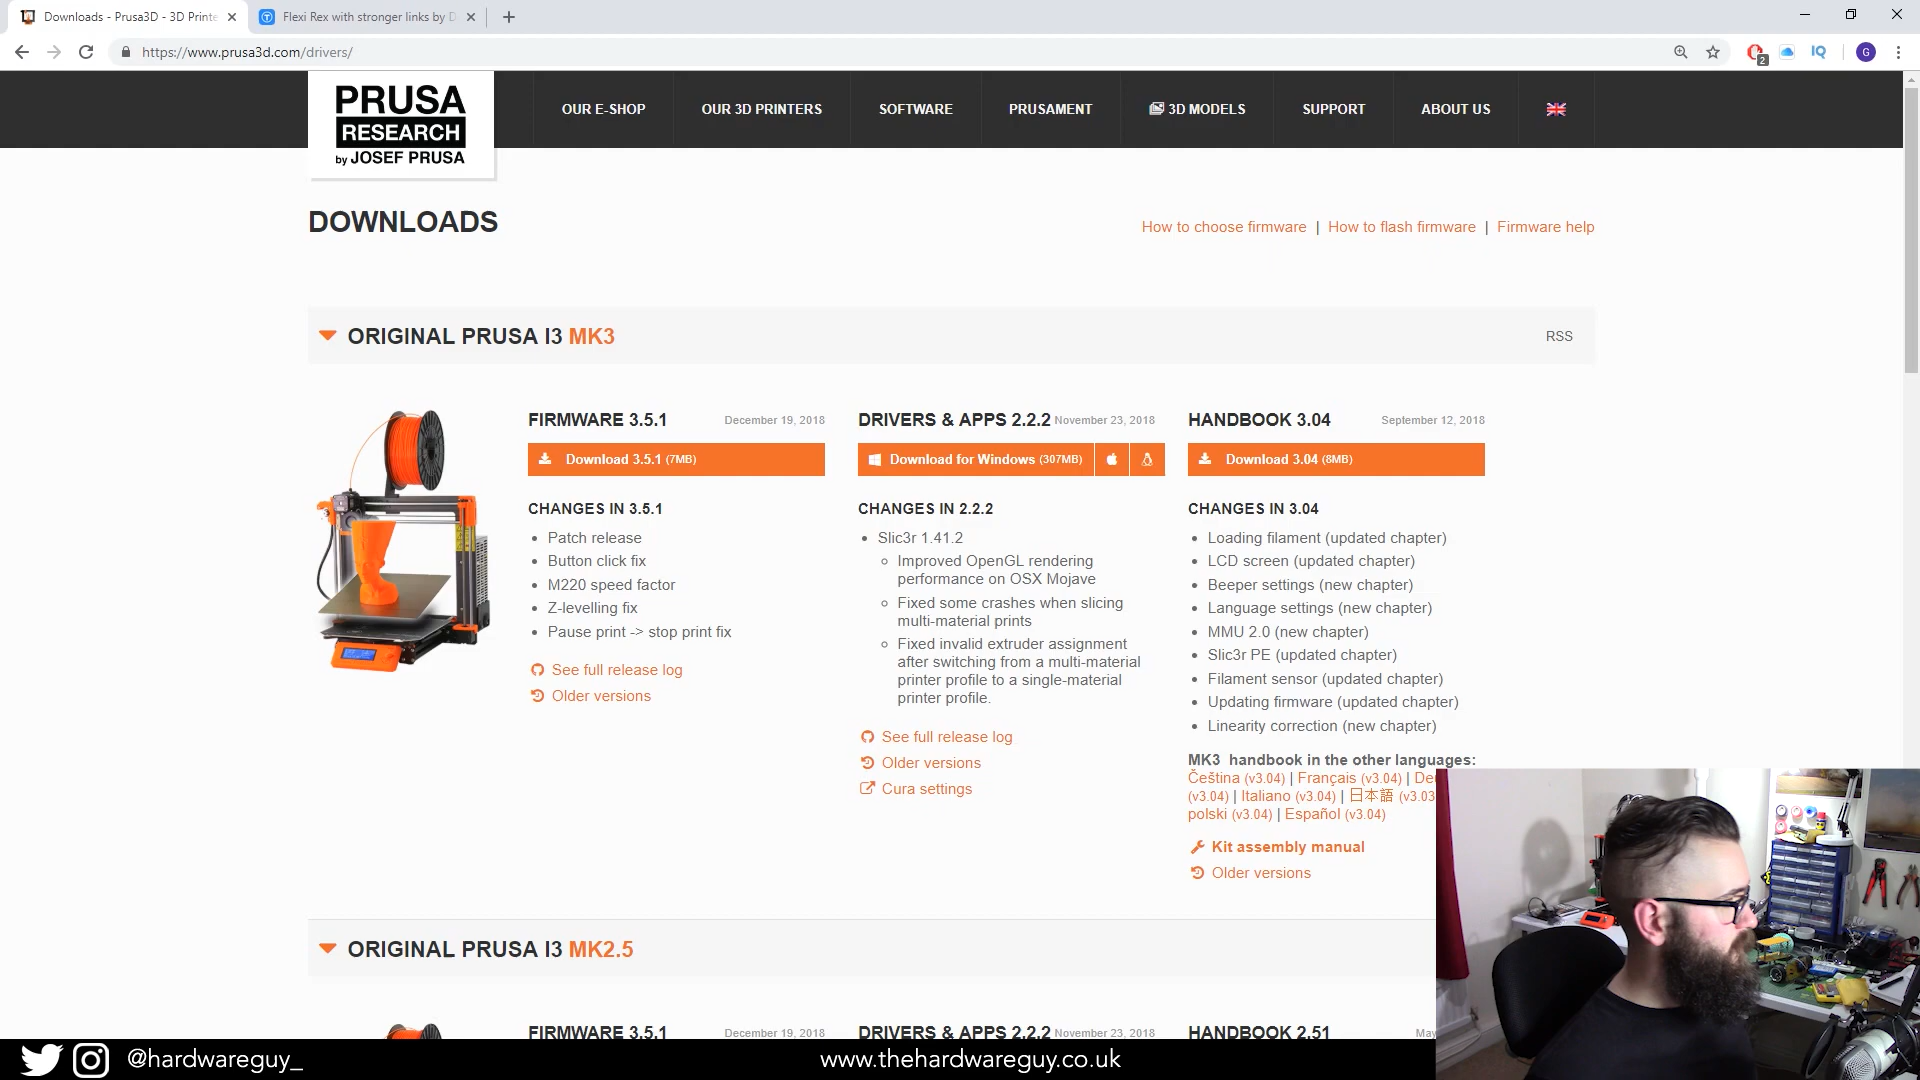 Downloads - Prusa3D - 3D Printe
Flexi Rex with stronger links by D
https://www.prusa3d.com/drivers/
2
IQ
G
PRUSA
RESEARCH
by JOSEF PRUSA
OUR E-SHOP
OUR 3D PRINTERS
SOFTWARE
PRUSAMENT
3D MODELS
SUPPORT
ABOUT US
DOWNLOADS
How to choose firmware | How to flash firmware | Firmware help
ORIGINAL PRUSA I3 MK3
RSS
FIRMWARE 3.5.1
December 19, 2018
Download 3.5.1 (7MB)
CHANGES IN 3.5.1
Patch release
Button click fix
M220 speed factor
Z-levelling fix
Pause print -> stop print fix
See full release log
Older versions
DRIVERS & APPS 2.2.2
November 23, 2018
Download for Windows (307MB)
CHANGES IN 2.2.2
Slic3r 1.41.2
Improved OpenGL rendering
performance on OSX Mojave
Fixed some crashes when slicing
multi-material prints
Fixed invalid extruder assignment
after switching from a multi-material
printer profile to a single-material
printer profile.
See full release log
Older versions
Cura settings
HANDBOOK 3.04
September 12, 2018
Download 3.04 (8MB)
CHANGES IN 3.04
Loading filament (updated chapter)
LCD screen (updated chapter)
Beeper settings (new chapter)
Language settings (new chapter)
MMU 2.0 (new chapter)
Slic3r PE (updated chapter)
Filament sensor (updated chapter)
Updating firmware (updated chapter)
Linearity correction (new chapter)
MK3 handbook in the other languages:
Čeština (v3.04) | Français (v3.04) | De
(v3.04) | Italiano (v3.04) | 日本語 (v3.03
polski (v3.04) | Español (v3.04)
Kit assembly manual
Older versions
ORIGINAL PRUSA I3 MK2.5
FIRMWARE 3.5.1
December 19, 2018
DRIVERS & APPS 2.2.2
November 23, 2018
HANDBOOK 2.51
May
@hardwareguy_
www.thehardwareguy.co.uk